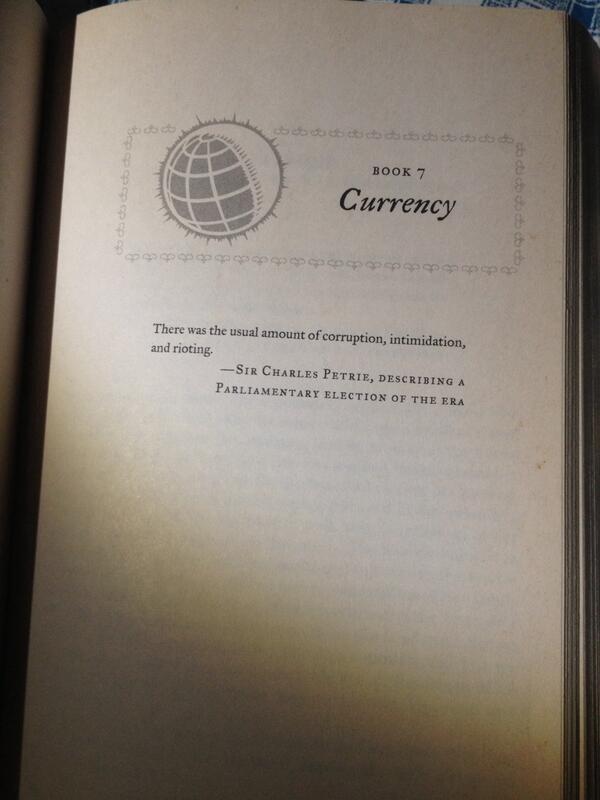 BOOK 7
Currency
There was the usual amount of corruption, intimidation,
and rioting.
—SIR CHARLES PETRIE, DESCRIBING A
PARLIAMENTARY ELECTION OF THE ERA